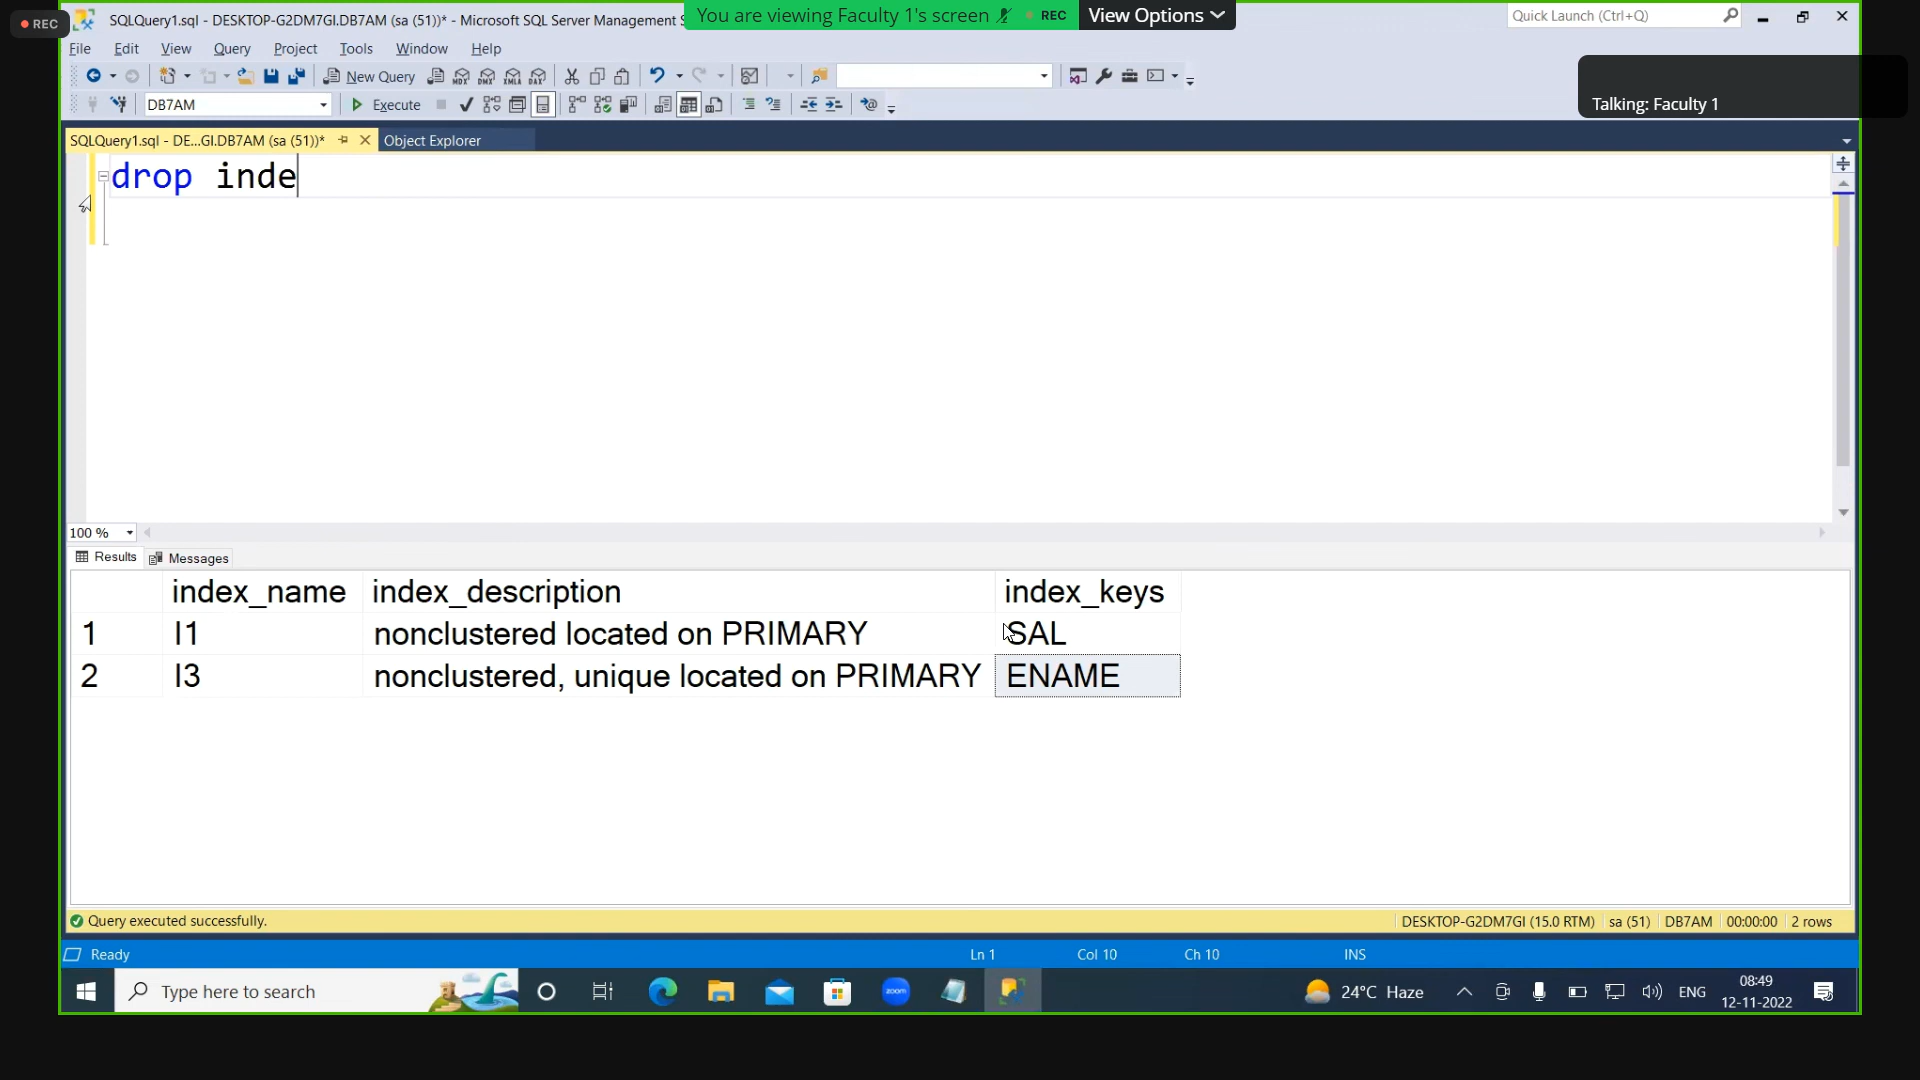 REC
SQLQuery1.sql - DESKTOP-G2DM7GI.DB7AM (sa (51))* - Microsoft SQL Server Management S
You are viewing Faculty 1's screen REC View Options
Quick Launch (Ctrl+Q)
File Edit View Query Project Tools Window Help
New Query MDX DMX XMLA DAX
Talking: Faculty 1
DB7AM Execute
SQLQuery1.sql - DE...GI.DB7AM (sa (51))* Object Explorer
drop inde
100 %
Results Messages
index_name index_description index_keys
1 I1 nonclustered located on PRIMARY SAL
2 I3 nonclustered, unique located on PRIMARY ENAME
Query executed successfully. DESKTOP-G2DM7GI (15.0 RTM) sa (51) DB7AM 00:00:00 2 rows
Ready Ln 1 Col 10 Ch 10 INS
Type here to search zoom 24°C Haze ENG 08:49
12-11-2022